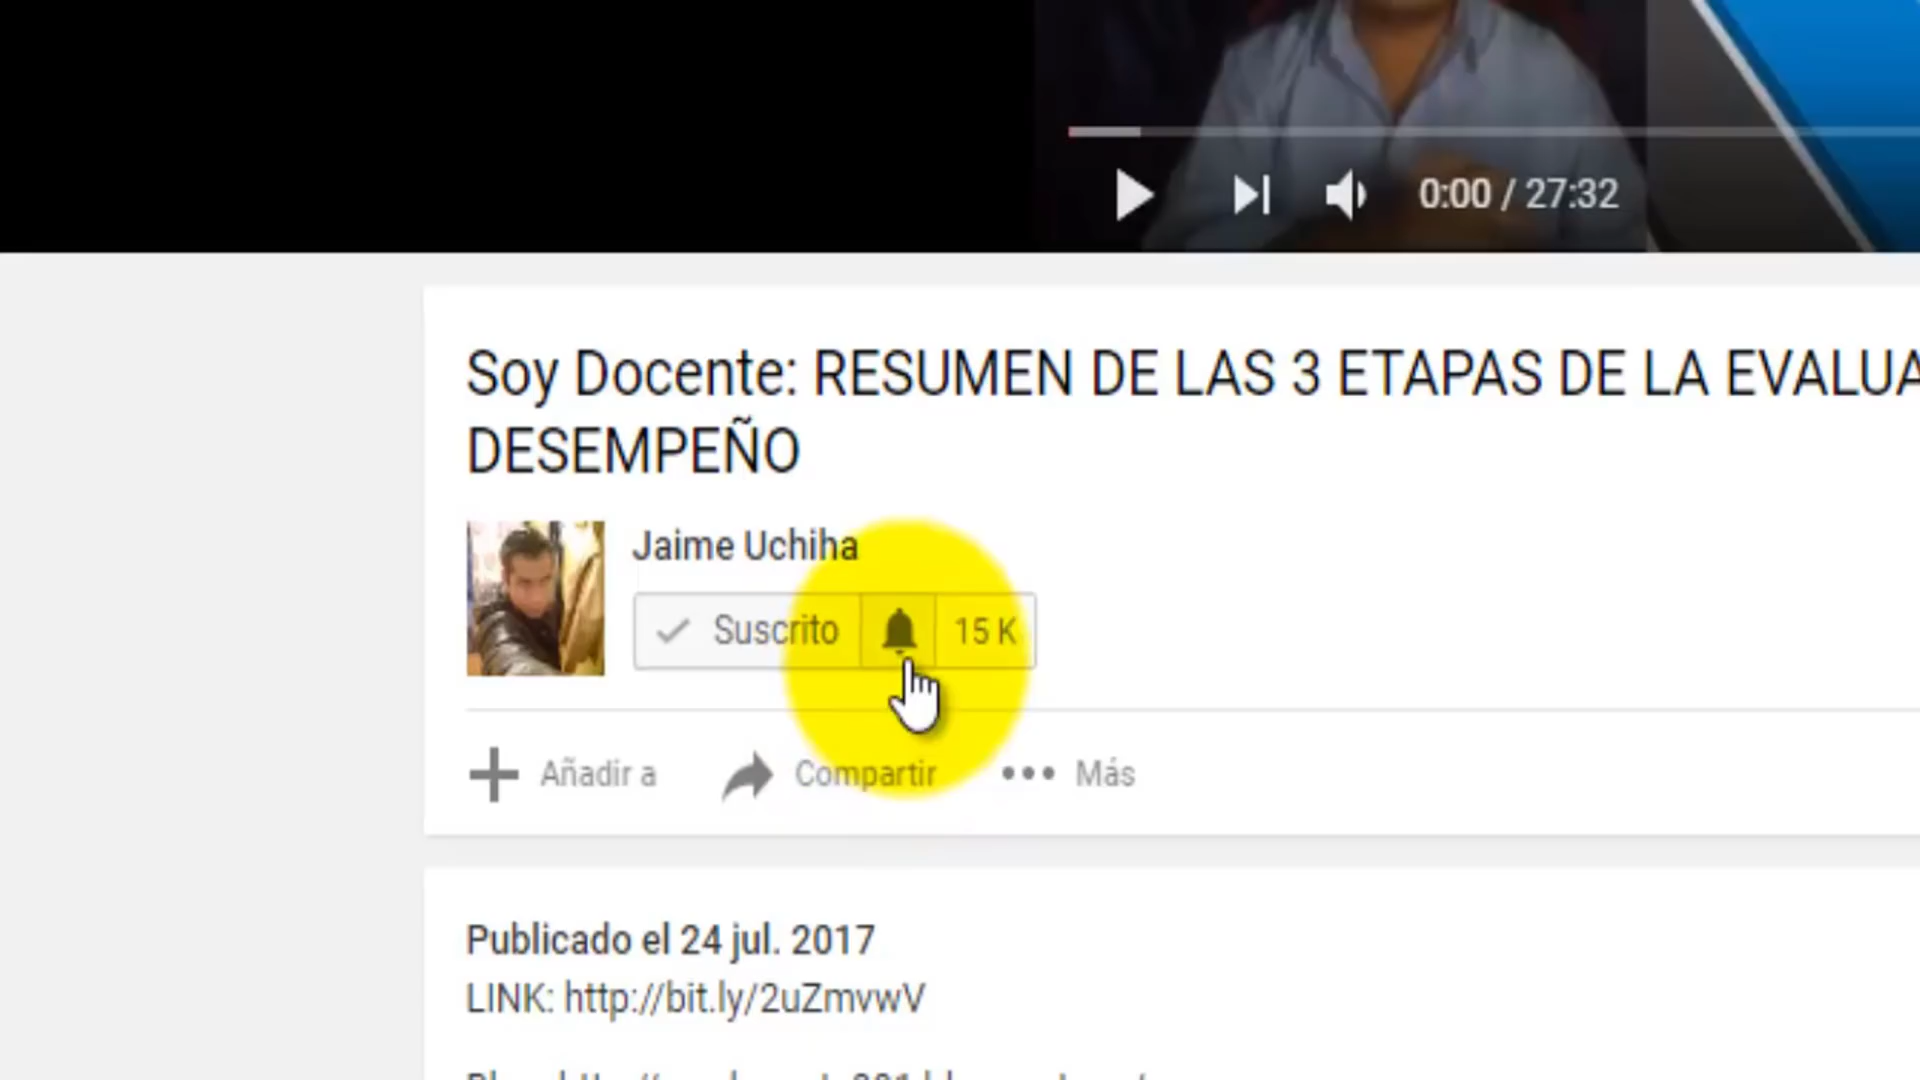 0:00 / 27:32
Soy Docente: RESUMEN DE LAS 3 ETAPAS DE LA EVALUA
DESEMPEÑO
Jaime Uchiha
Suscrito 15 K
Añadir a Compartir Más
Publicado el 24 jul. 2017
LINK: http://bit.ly/2uZmvwV